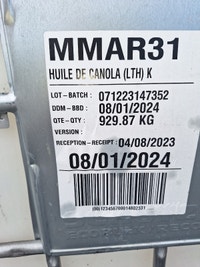 MMAR31
HUILE DE CANOLA (LTH) K
LOT - BATCH : 071223147352
DDM - BBD : 08/01/2024
QTE - QTY : 929.87 KG
VERSION :
RECEPTION - RECEIPT : 04/08/2023
08/01/2024